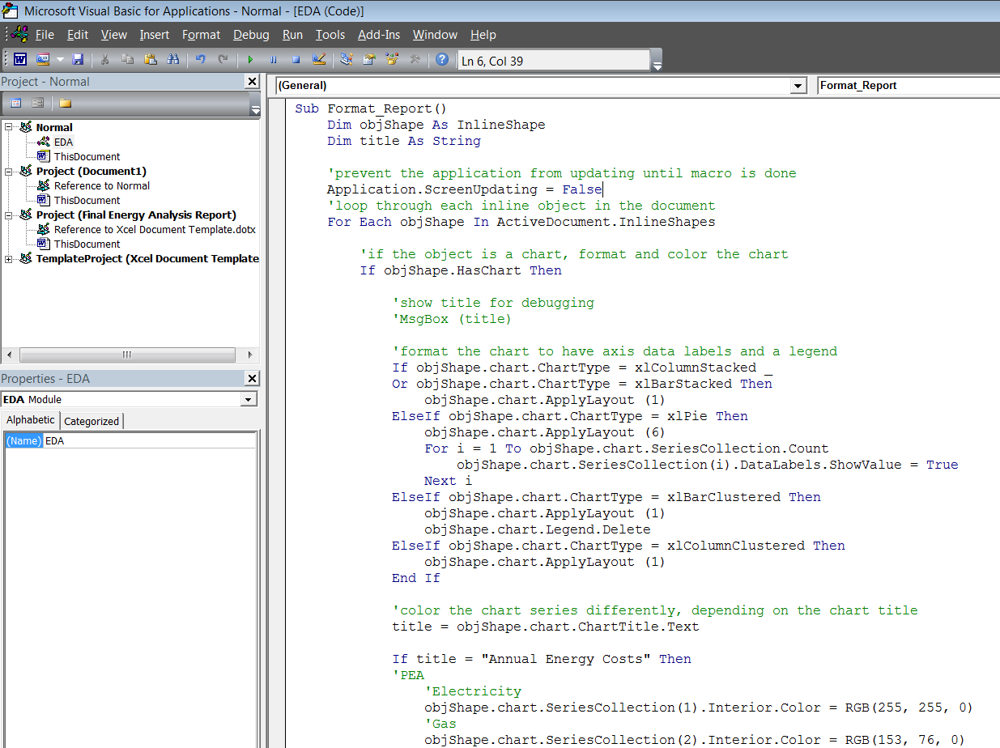 Microsoft Visual Basic for Applications - Normal - [EDA (Code)]
File Edit View Insert Format Debug Run Tools Add-Ins Window Help
Ln 6, Col 39
Project - Normal
Normal
EDA
ThisDocument
Project (Document1)
Reference to Normal
ThisDocument
Project (Final Energy Analysis Report)
Reference to Xcel Document Template.dotx
ThisDocument
TemplateProject (Xcel Document Template
Properties - EDA
EDA Module
Alphabetic Categorized
(Name) EDA
(General) Format_Report
Sub Format_Report()
Dim objShape As InlineShape
Dim title As String
'prevent the application from updating until macro is done
Application.ScreenUpdating = False
'loop through each inline object in the document
For Each objShape In ActiveDocument.InlineShapes
'if the object is a chart, format and color the chart
If objShape.HasChart Then
'show title for debugging
'MsgBox (title)
'format the chart to have axis data labels and a legend
If objShape.chart.ChartType = xlColumnStacked _
Or objShape.chart.ChartType = xlBarStacked Then
objShape.chart.ApplyLayout (1)
ElseIf objShape.chart.ChartType = xlPie Then
objShape.chart.ApplyLayout (6)
For i = 1 To objShape.chart.SeriesCollection.Count
objShape.chart.SeriesCollection(i).DataLabels.ShowValue = True
Next i
ElseIf objShape.chart.ChartType = xlBarClustered Then
objShape.chart.ApplyLayout (1)
objShape.chart.Legend.Delete
ElseIf objShape.chart.ChartType = xlColumnClustered Then
objShape.chart.ApplyLayout (1)
End If
'color the chart series differently, depending on the chart title
title = objShape.chart.ChartTitle.Text
If title = "Annual Energy Costs" Then
'PEA
'Electricity
objShape.chart.SeriesCollection(1).Interior.Color = RGB(255, 255, 0)
'Gas
objShape.chart.SeriesCollection(2).Interior.Color = RGB(153, 76, 0)